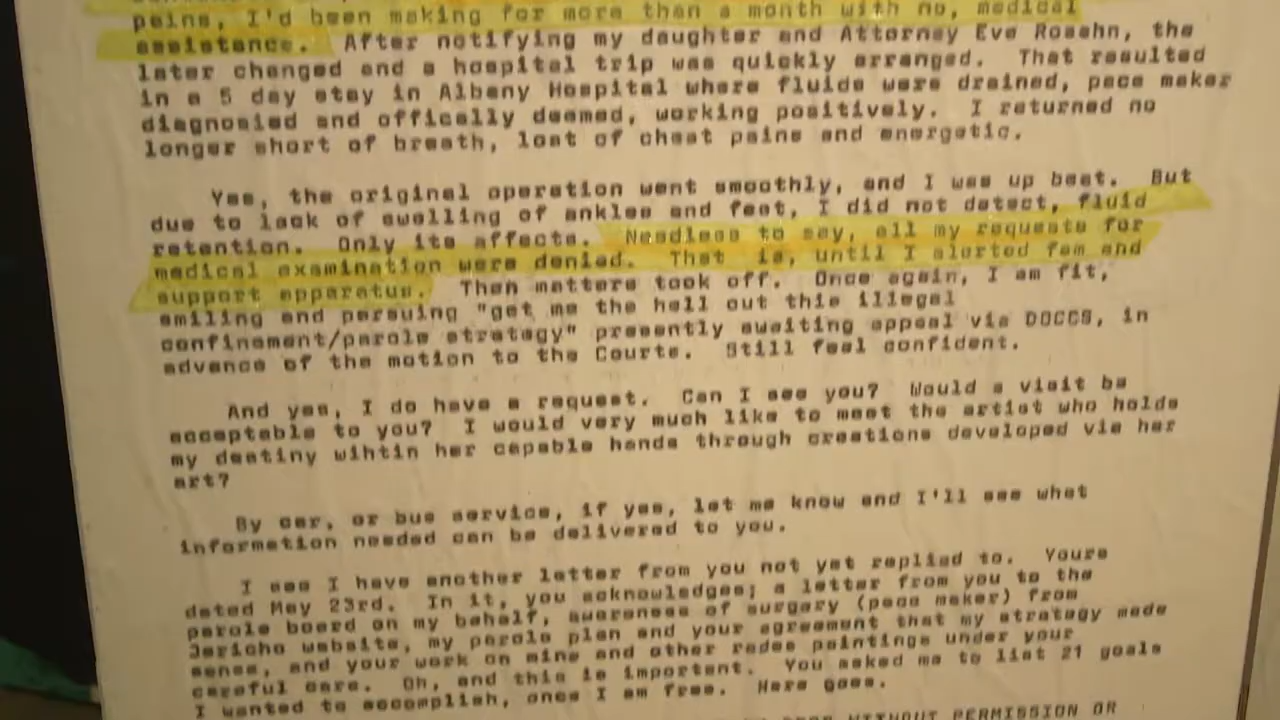 pains, I'd been making for more than a month with no, medical
assistance. After notifying my daughter and Attorney Eve Rosahn, the
later changed and a hospital trip was quickly arranged. That resulted
in a 5 day stay in Albany Hospital where fluids were drained, pace maker
diagnosied and offically deemed, working positively. I returned no
longer short of breath, lost of chest pains and energetic.
Yes, the original operation went smoothly, and I was up beat. But
due to lack of swelling of ankles and feet, I did not detect, fluid
retention. Only its affects. Needless to say, all my requests for
medical examination were denied. That is, until I alerted fam and
support apparatus. Then matters took off. Once again, I am fit,
smiling and persuing "get me the hell out this illegal
confinement/parole strategy" presently awaiting appeal via DOCCS, in
advance of the motion to the Courts. Still feel confident.
And yes, I do have a request. Can I see you? Would a visit be
acceptable to you? I would very much like to meet the artist who holds
my destiny wihtin her capable hands through creations developed via her
art?
By car, or bus service, if yes, let me know and I'll see what
information needed can be delivered to you.
I see I have another letter from you not yet replied to. Yours
dated May 23rd. In it, you acknowledges; a letter from you to the
parole board on my behalf, awareness of surgary (pace maker) from
Jericho website, my parole plan and your agreement that my strategy made
sense, and your work on mine and other redes paintings under your
careful care. Oh, and this is important. You asked me to list 21 goals
I wanted to accomplish, once I am free. Here goes.
WITHOUT PERMISSION OR